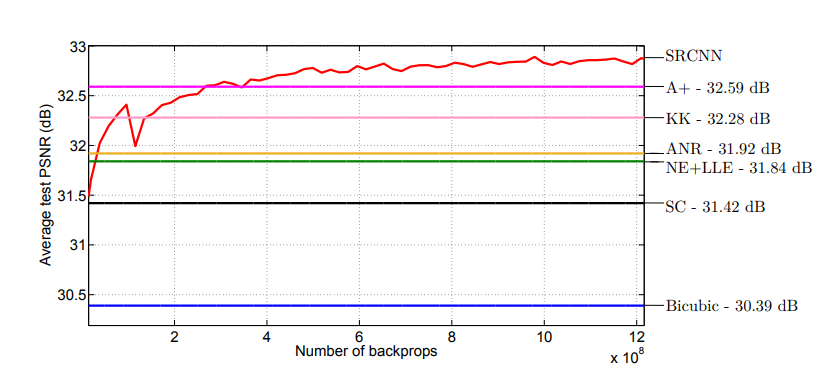 33
32.5
32
31.5
31
30.5
Average test PSNR (dB)
2
4
6
8
10
12
Number of backprops
x 10⁸
SRCNN
A+ - 32.59 dB
KK - 32.28 dB
ANR - 31.92 dB
NE+LLE - 31.84 dB
SC - 31.42 dB
Bicubic - 30.39 dB